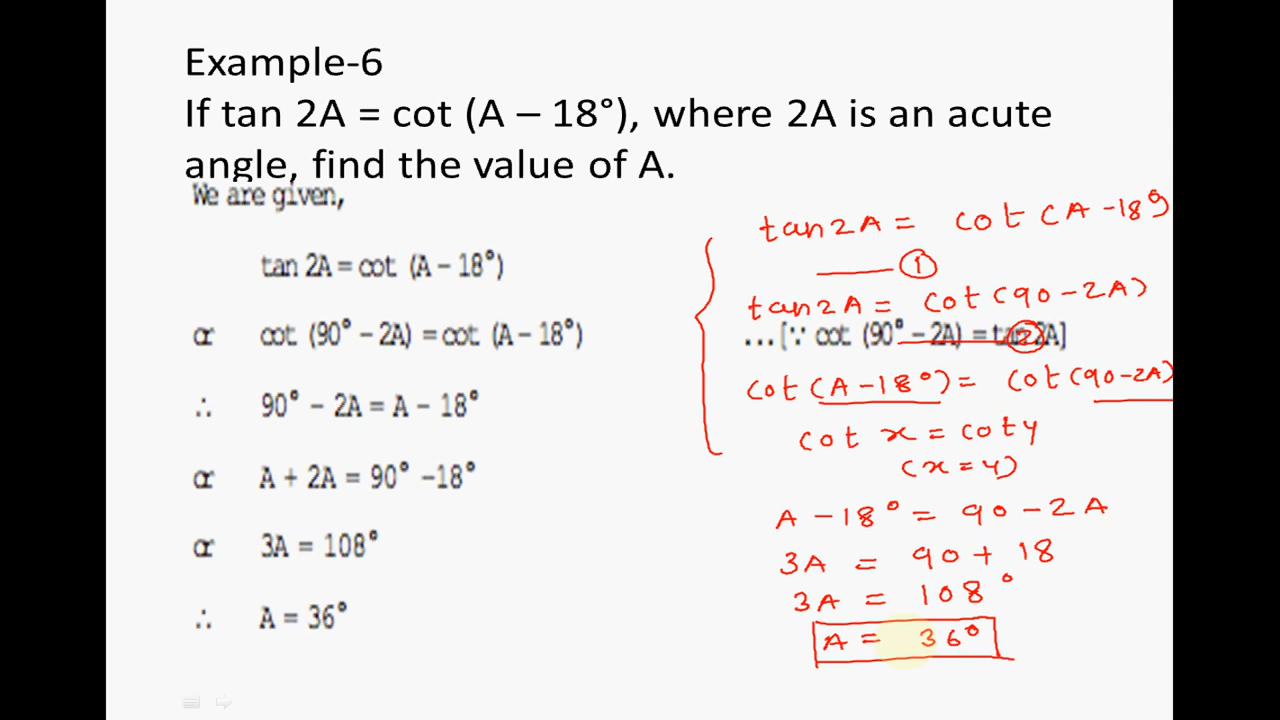 Example-6
If tan 2A = cot (A – 18°), where 2A is an acute
angle, find the value of A.
We are given,
tan 2A = cot (A – 18°)
or cot (90° – 2A) = cot (A – 18°) ...[∵ cot (90° – 2A) = tan 2A]
∴ 90° – 2A = A – 18°
or A + 2A = 90° –18°
or 3A = 108°
∴ A = 36°
tan2A = cot (A -18°)
①
tan2A = cot (90-2A)
②
cot (A-18°) = cot (90-2A)
cot x = cot y
(x = y)
A -18° = 90-2A
3A = 90+18
3A = 108°
A = 36°